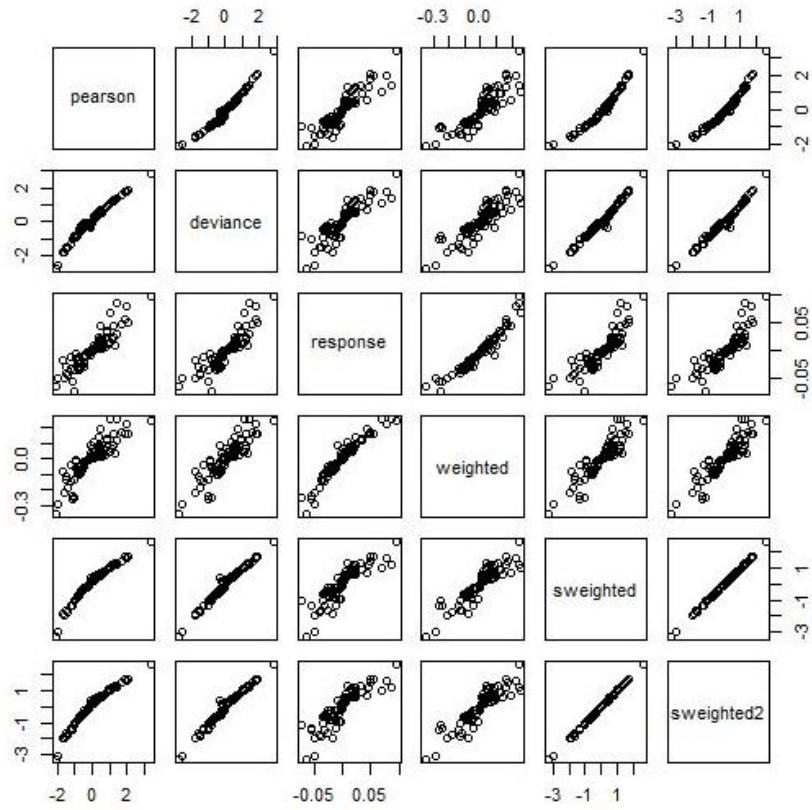 -2 0 2 -0.3 0.0 -3 -1 1
pearson
-2 0 2
-2 0 2
deviance
response
-0.05 0.05
-0.3 0.0
weighted
sweighted
-3 -1 1
-3 -1 1
sweighted2
-2 0 2 -0.05 0.05 -3 -1 1